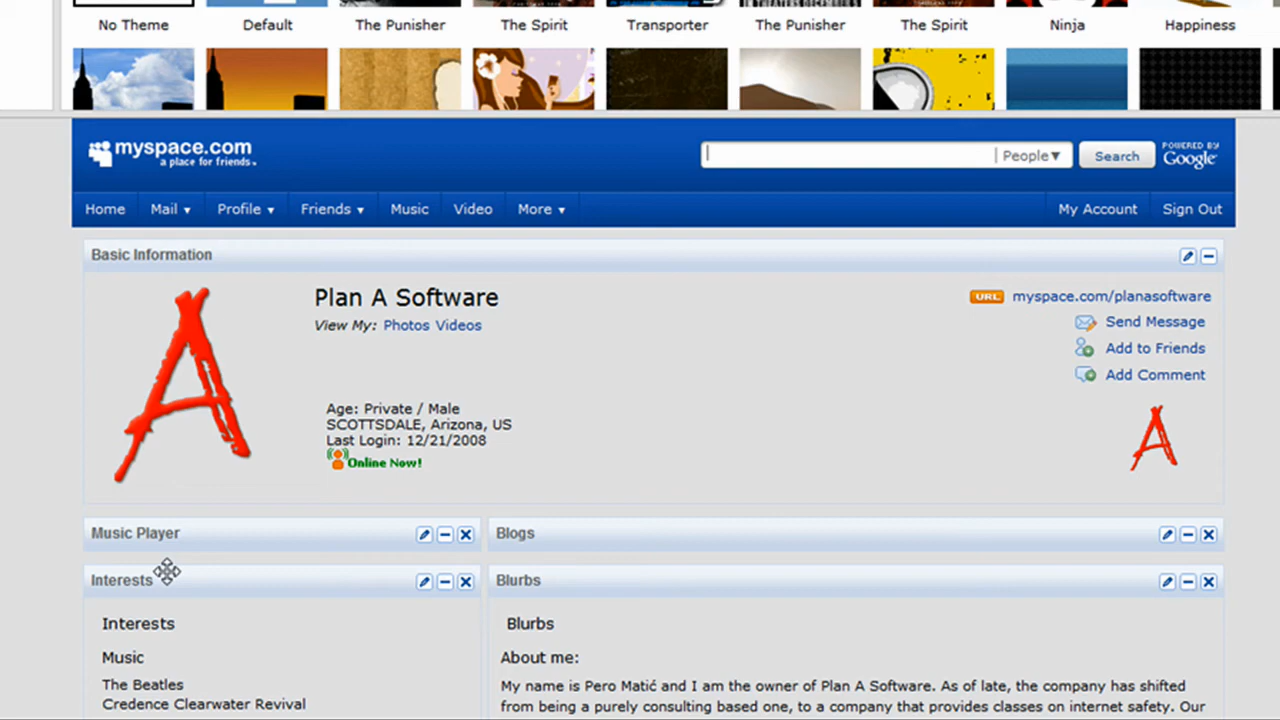 No Theme Default The Punisher The Spirit Transporter The Punisher The Spirit Ninja Happiness
myspace.com
a place for friends.
People▼ Search POWERED BY Google
Home Mail ▼ Profile ▼ Friends ▼ Music Video More ▼ My Account Sign Out
Basic Information
Plan A Software
View My: Photos Videos
URL myspace.com/planasoftware
Send Message
Add to Friends
Add Comment
Age: Private / Male
SCOTTSDALE, Arizona, US
Last Login: 12/21/2008
Online Now!
Music Player
Blogs
Interests
Blurbs
Interests
Music
The Beatles
Credence Clearwater Revival
Blurbs
About me:
My name is Pero Matić and I am the owner of Plan A Software. As of late, the company has shifted
from being a purely consulting based one, to a company that provides classes on internet safety. Our